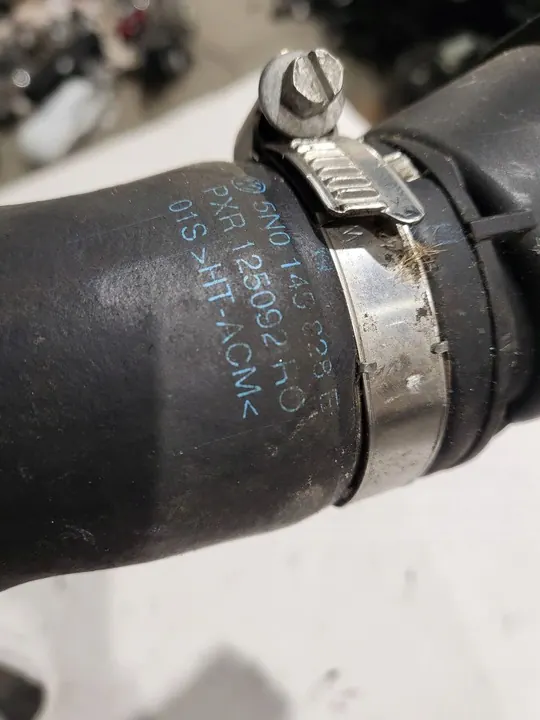 5N0 145 828 E
PXR 125092 RO
01S >HT-ACM<